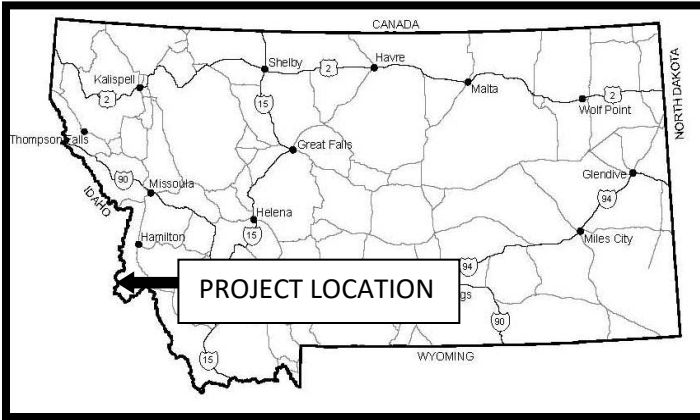 CANADA
Shelby
2
Havre
Kalispell
2
15
Malta
2
Wolf Point
NORTH DAKOTA
Thompson Falls
Great Falls
90
Missoula
Glendive
94
IDAHO
Helena
15
Hamilton
Miles City
94
PROJECT LOCATION
gs
90
15
WYOMING